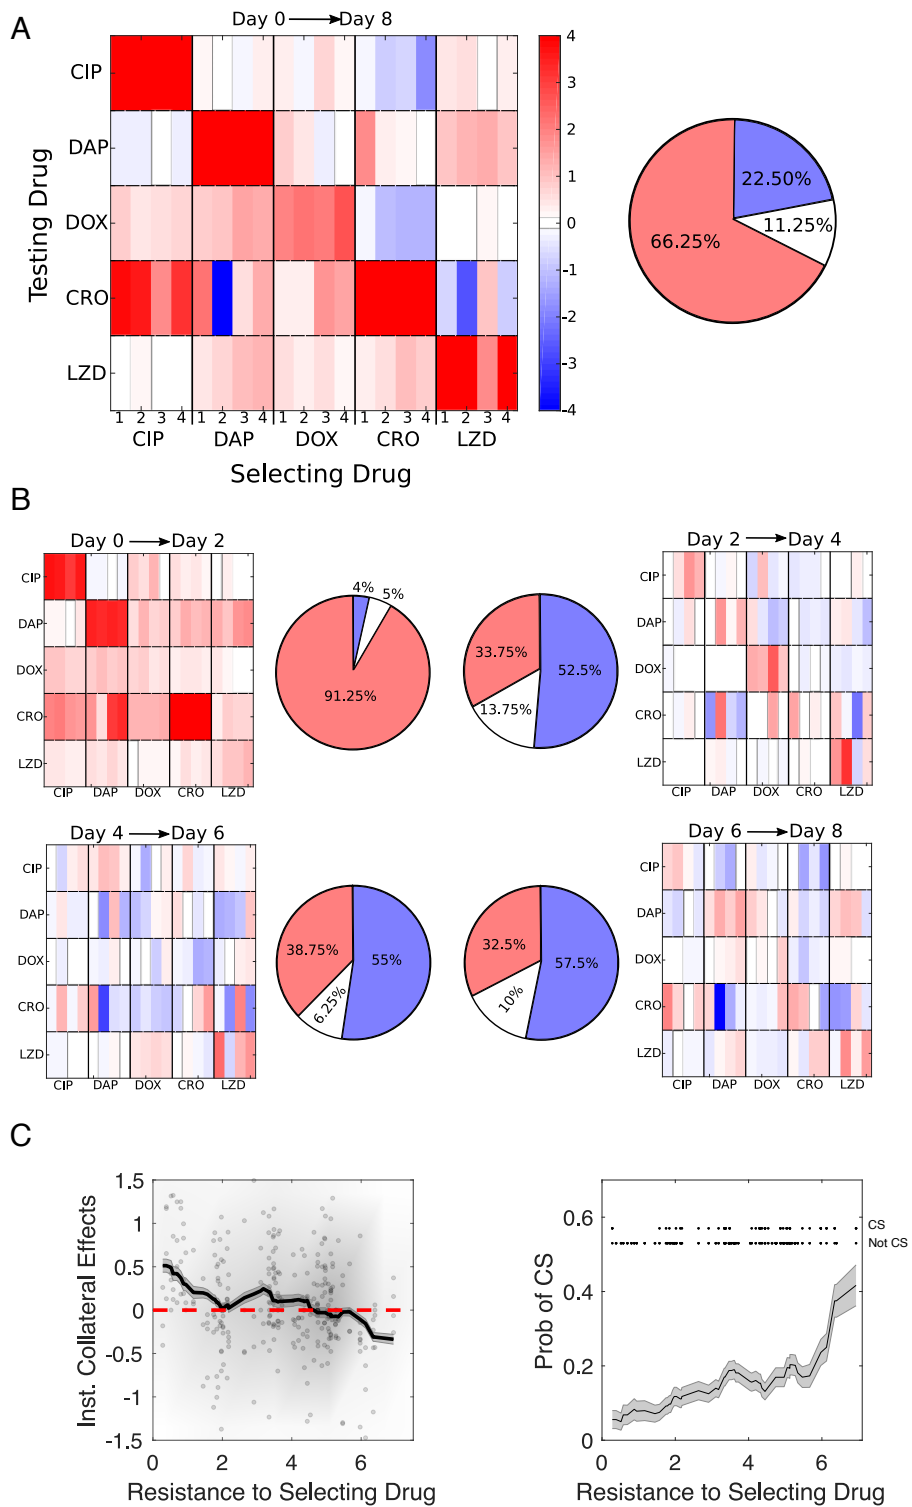 A
Day 0 Day 8
Testing Drug
CIP
DAP
DOX
CRO
LZD
1 2 3 4 1 2 3 4 1 2 3 4 1 2 3 4 1 2 3 4
CIP DAP DOX CRO LZD
Selecting Drug
4
3
2
1
0
-1
-2
-3
-4
22.50%
11.25%
66.25%
B
Day 0 Day 2
CIP
DAP
DOX
CRO
LZD
CIP DAP DOX CRO LZD
4%
5%
91.25%
33.75%
52.5%
13.75%
Day 2 Day 4
CIP
DAP
DOX
CRO
LZD
CIP DAP DOX CRO LZD
Day 4 Day 6
CIP
DAP
DOX
CRO
LZD
CIP DAP DOX CRO LZD
38.75%
55%
6.25%
32.5%
57.5%
10%
Day 6 Day 8
CIP
DAP
DOX
CRO
LZD
CIP DAP DOX CRO LZD
C
Inst. Collateral Effects
1.5
1
0.5
0
-0.5
-1
-1.5
0 2 4 6
Resistance to Selecting Drug
Prob of CS
0.6
0.4
0.2
0
CS
Not CS
0 2 4 6
Resistance to Selecting Drug